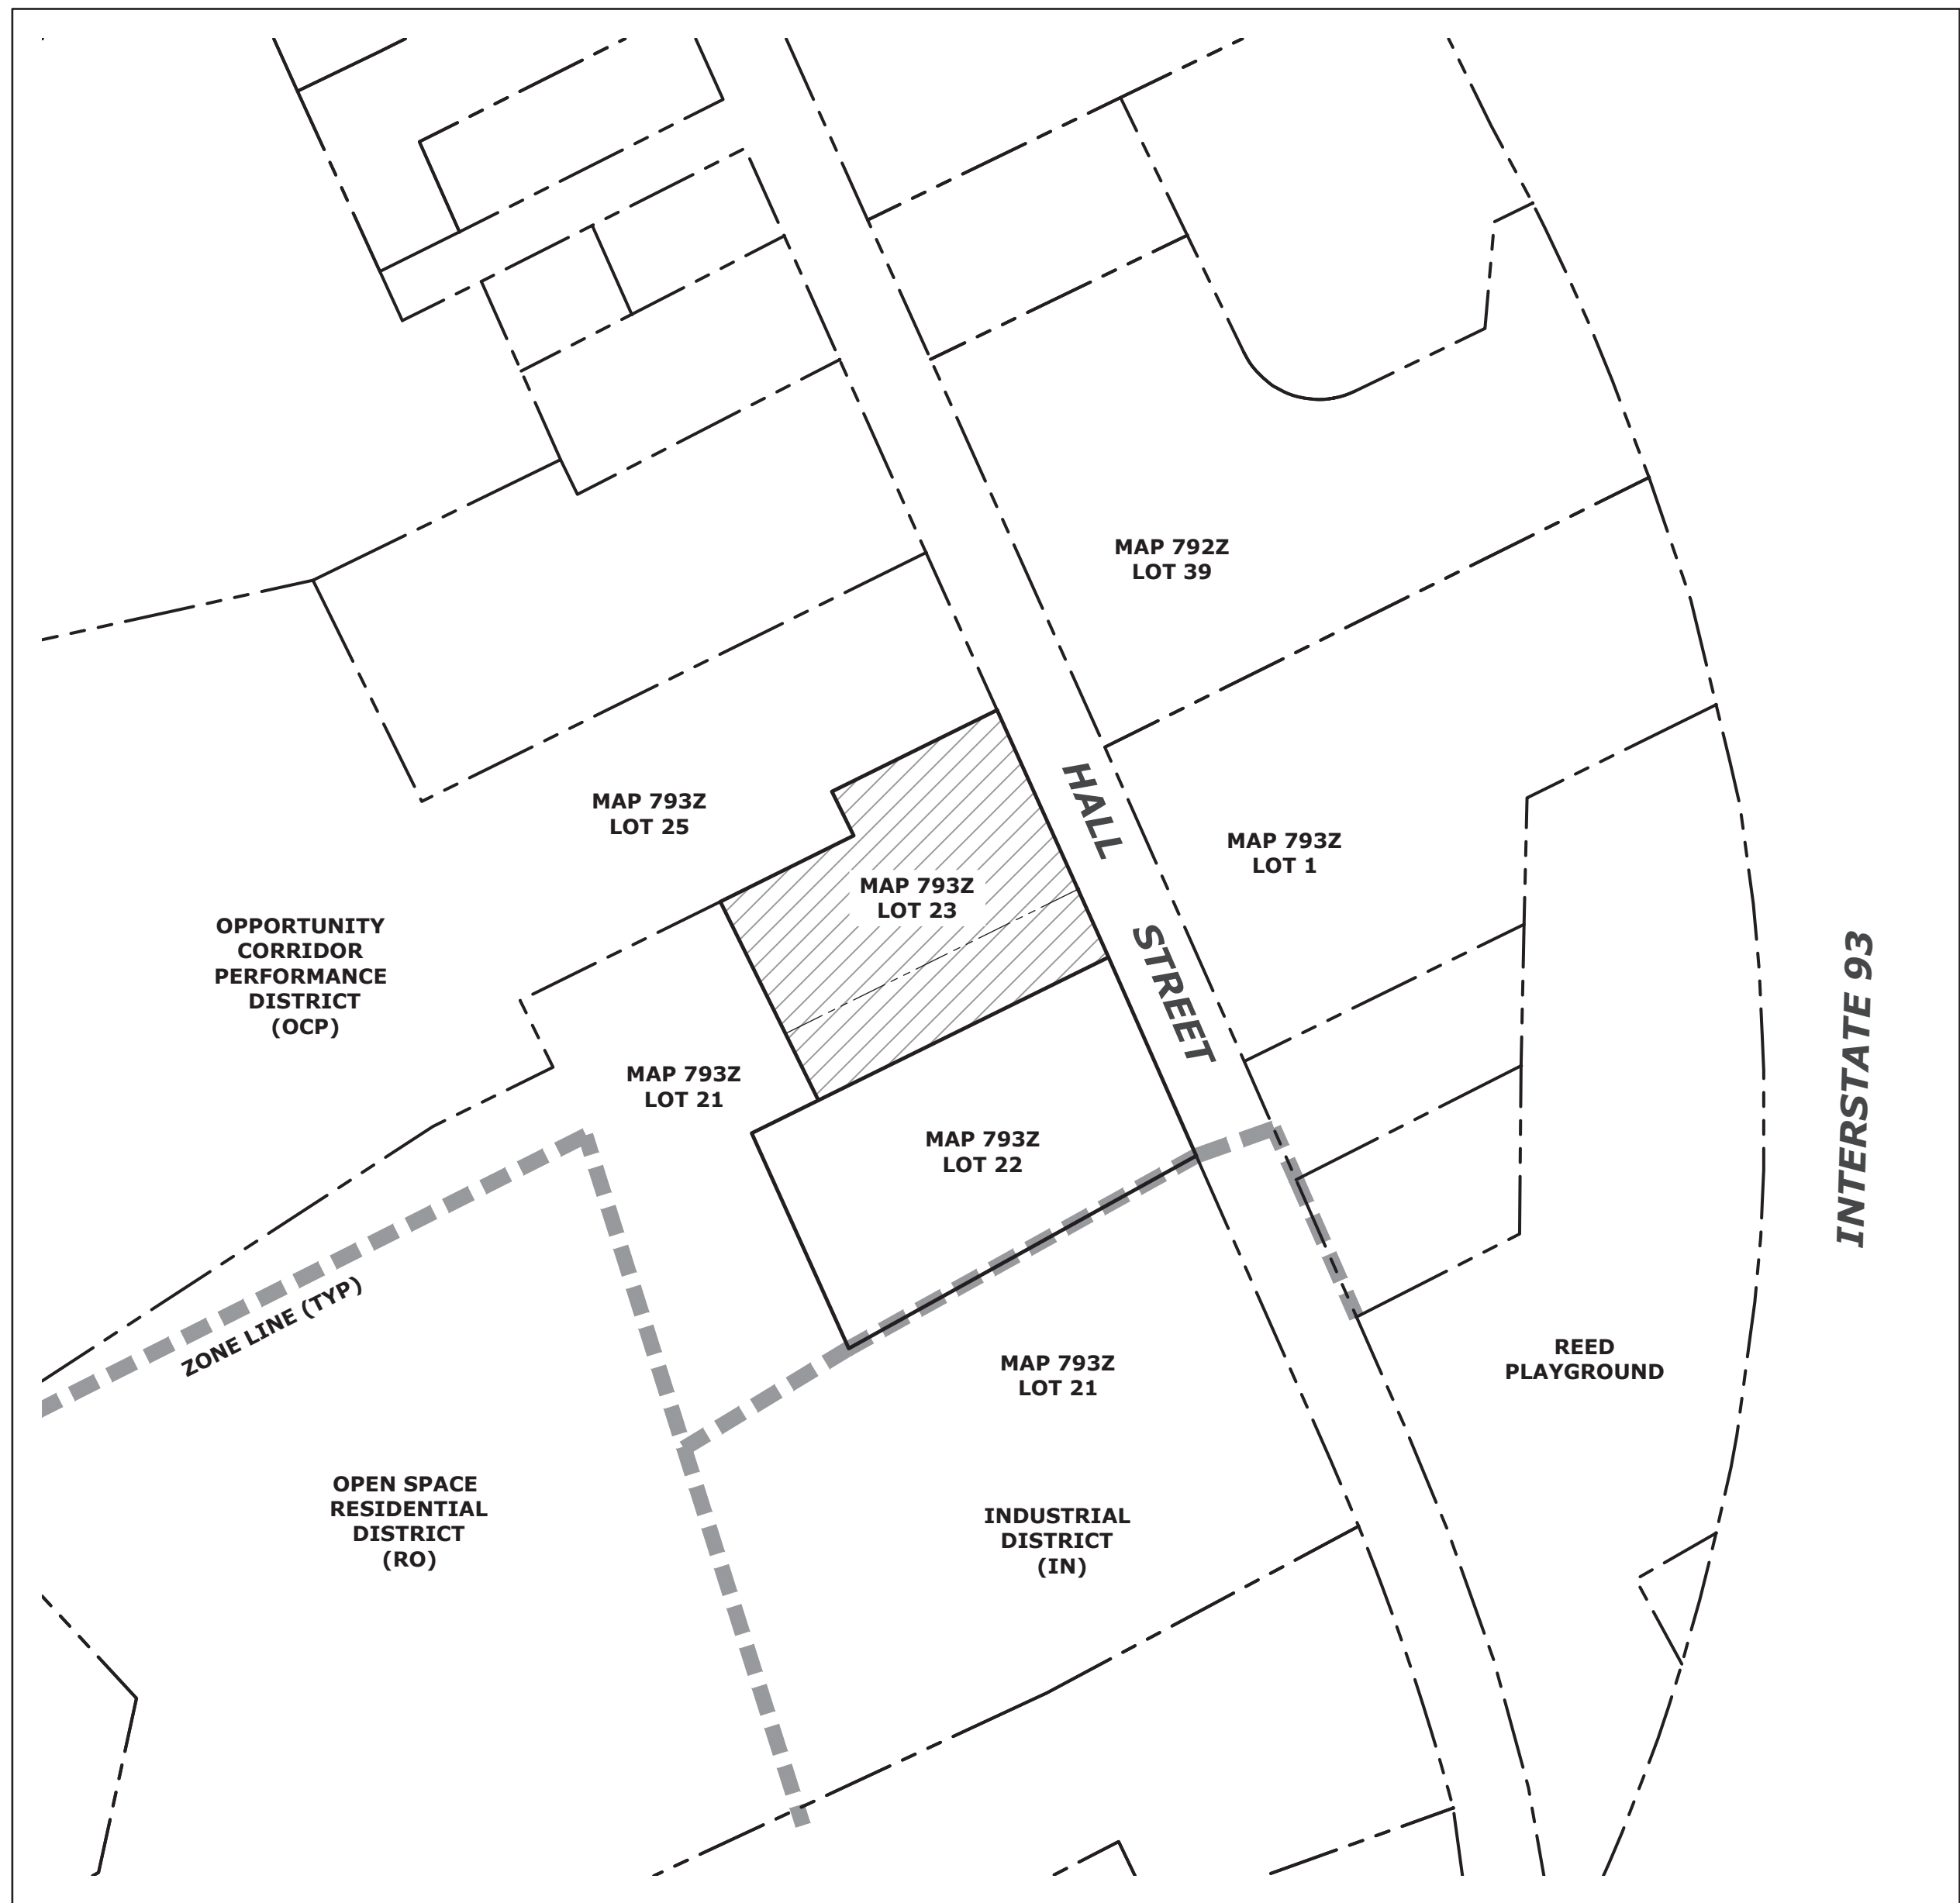 MAP 792Z
LOT 39
HALL STREET
MAP 793Z
LOT 25
MAP 793Z
LOT 1
MAP 793Z
LOT 23
OPPORTUNITY
CORRIDOR
PERFORMANCE
DISTRICT
(OCP)
INTERSTATE 93
MAP 793Z
LOT 21
MAP 793Z
LOT 22
ZONE LINE (TYP)
MAP 793Z
LOT 21
REED
PLAYGROUND
OPEN SPACE
RESIDENTIAL
DISTRICT
(RO)
INDUSTRIAL
DISTRICT
(IN)